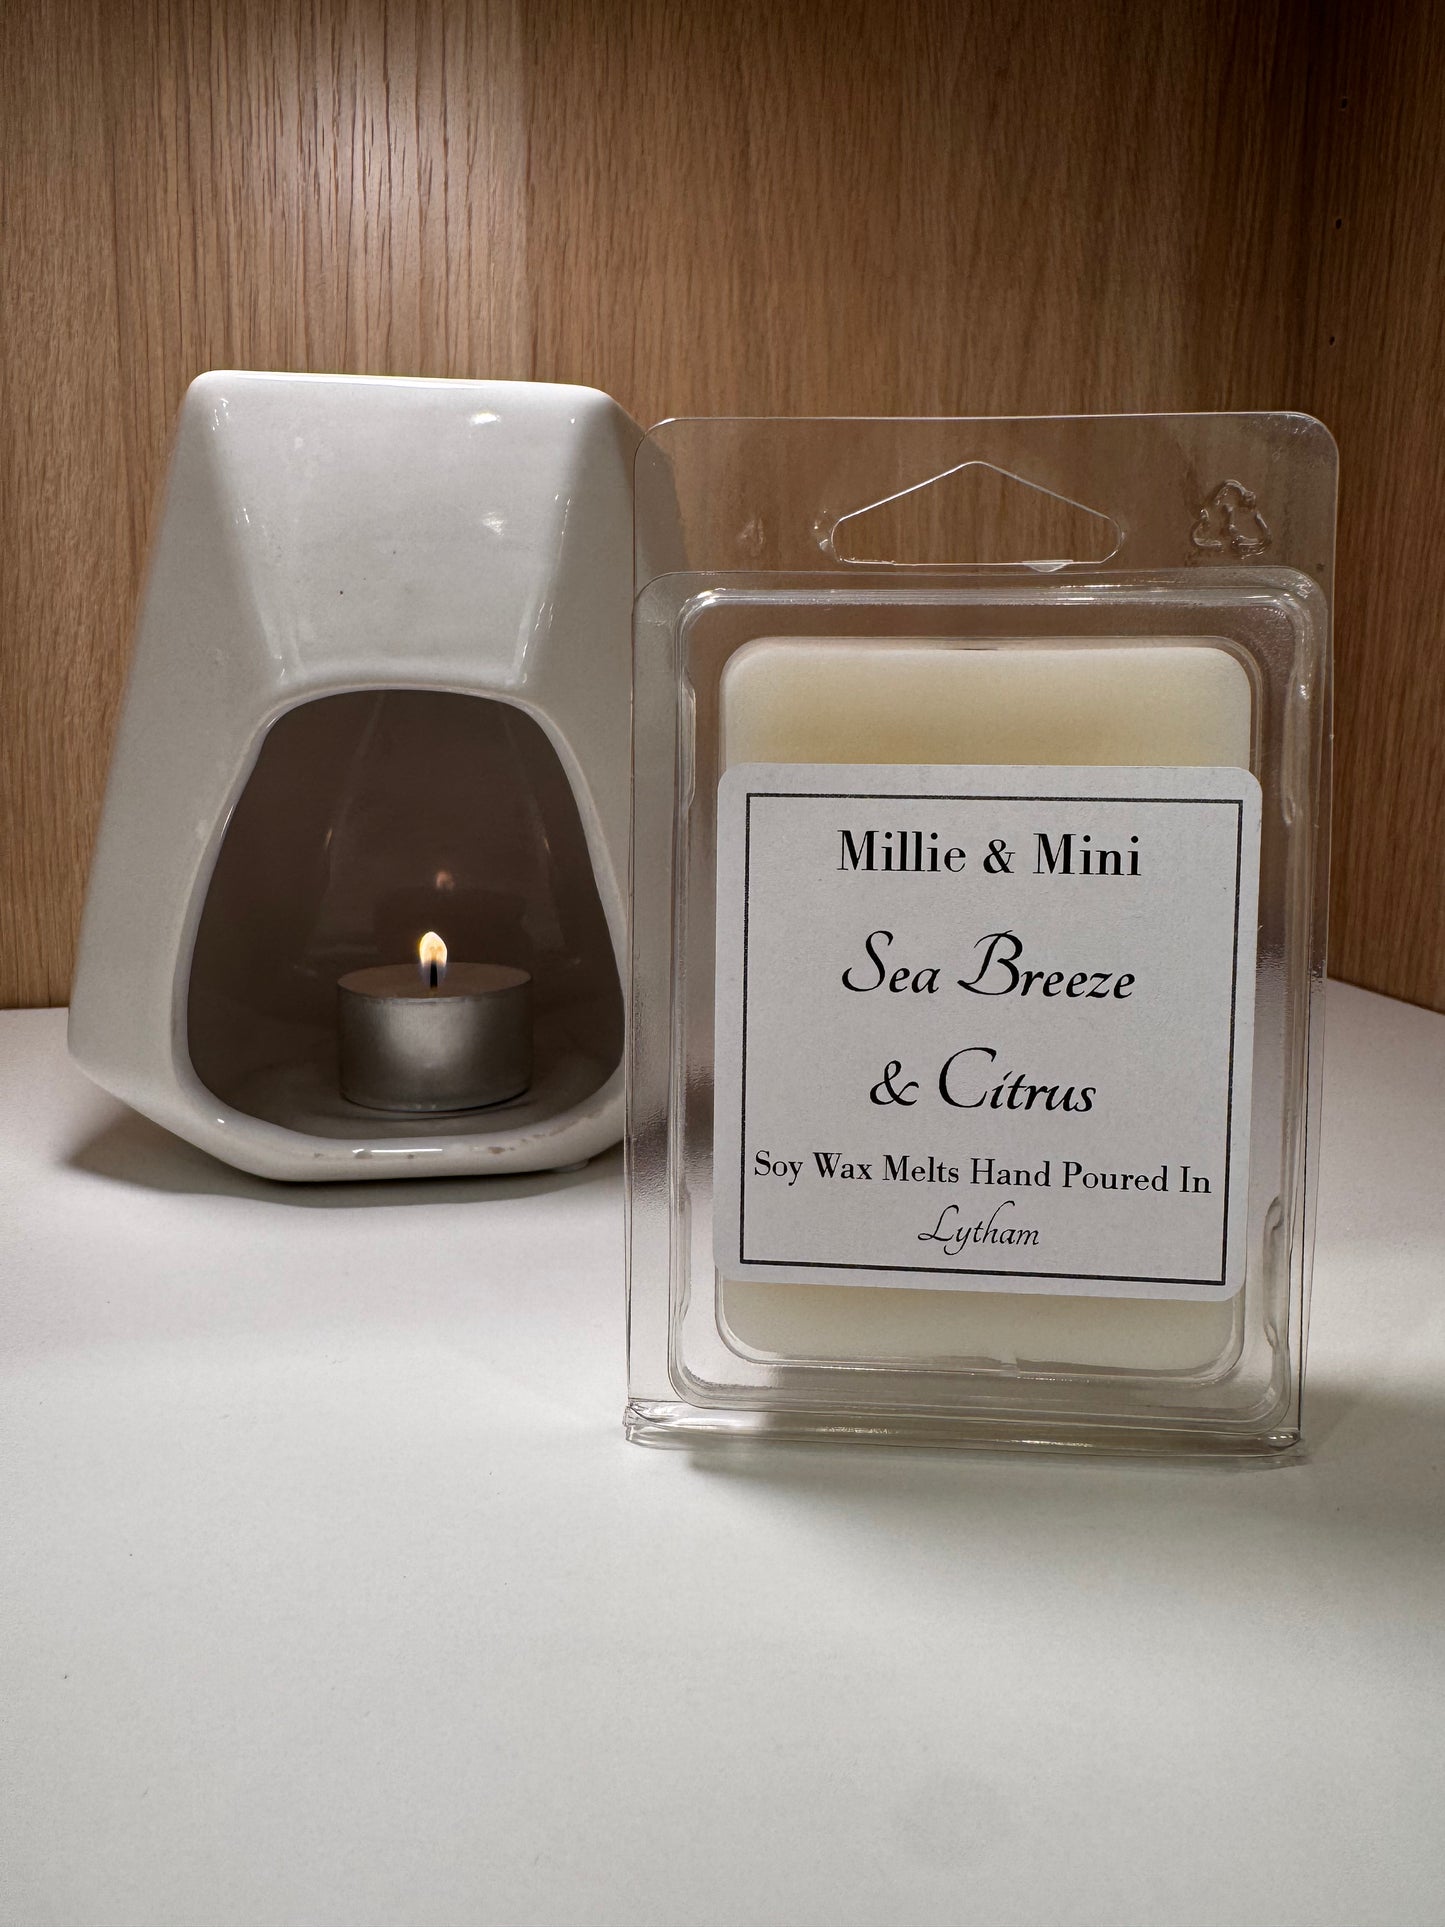 Millie & Mini
Sea Breeze
& Citrus
Soy Wax Melts Hand Poured In
Lytham